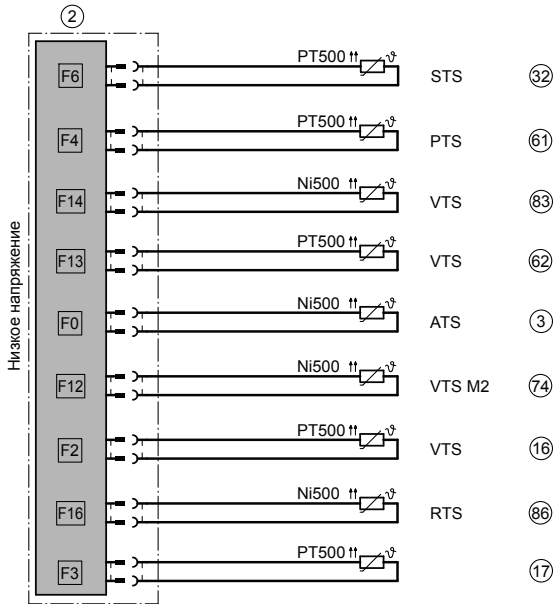 2
Низкое напряжение
F6 PT500 ϑ STS 32
F4 PT500 ϑ PTS 61
F14 Ni500 ϑ VTS 83
F13 PT500 ϑ VTS 62
F0 Ni500 ϑ ATS 3
F12 Ni500 ϑ VTS M2 74
F2 PT500 ϑ VTS 16
F16 Ni500 ϑ RTS 86
F3 PT500 ϑ 17